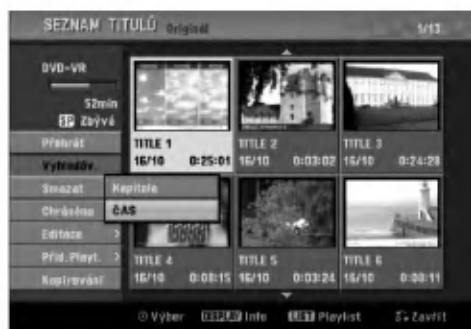 SEZNAM TITULŮ Originál 1/13
DVD-VR
52min
SP Zbývá
Přehrát
Vyhledáv.
Smazat
Chráněno
Editace >
Přid. Playl. >
Kopírování
Kapitola
ČAS
TITLE 1
16/10 0:25:01
TITLE 2
16/10 0:03:02
TITLE 3
16/10 0:24:28
TITLE 4
16/10 0:08:15
TITLE 5
16/10 0:03:24
TITLE 6
16/10 0:08:11
Výběr DISPLAY Info LIST Playlist Zavřít